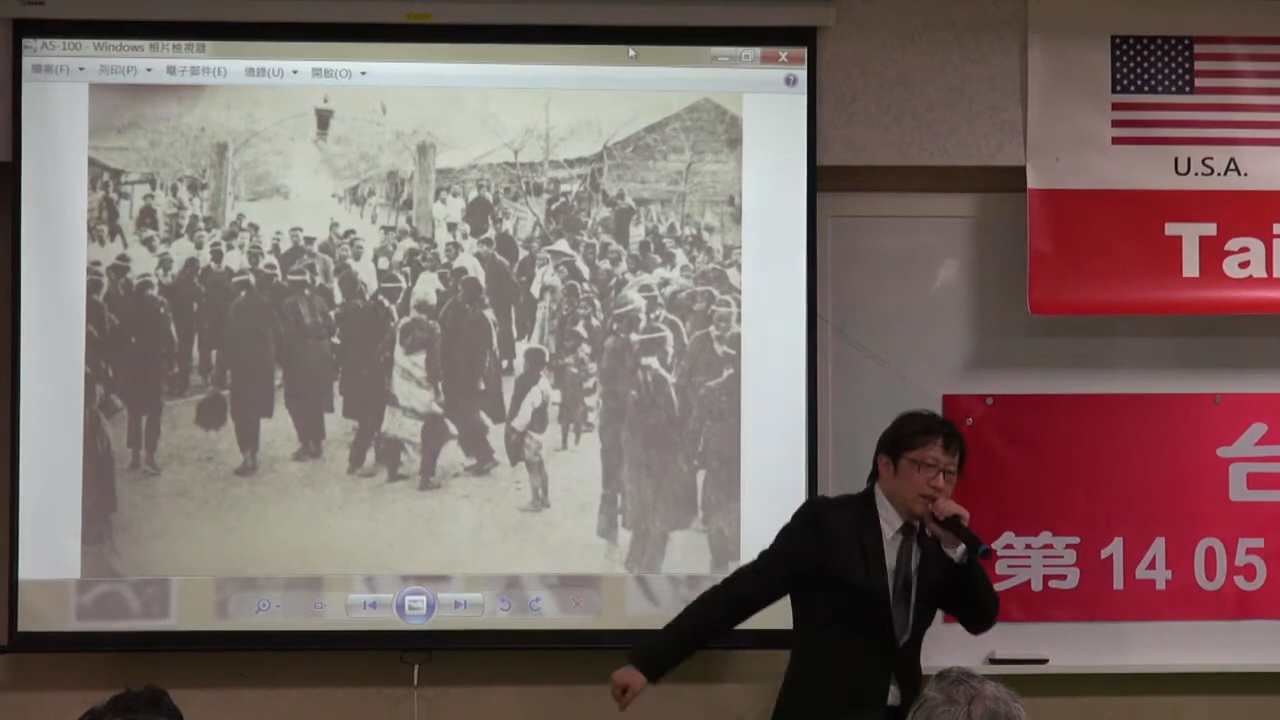 A5-100 - Windows 相片檢視器
檔案(F) 列印(P) 電子郵件(E) 燒錄(U) 開啟(O)
U.S.A.
Tai
台
第 14 05